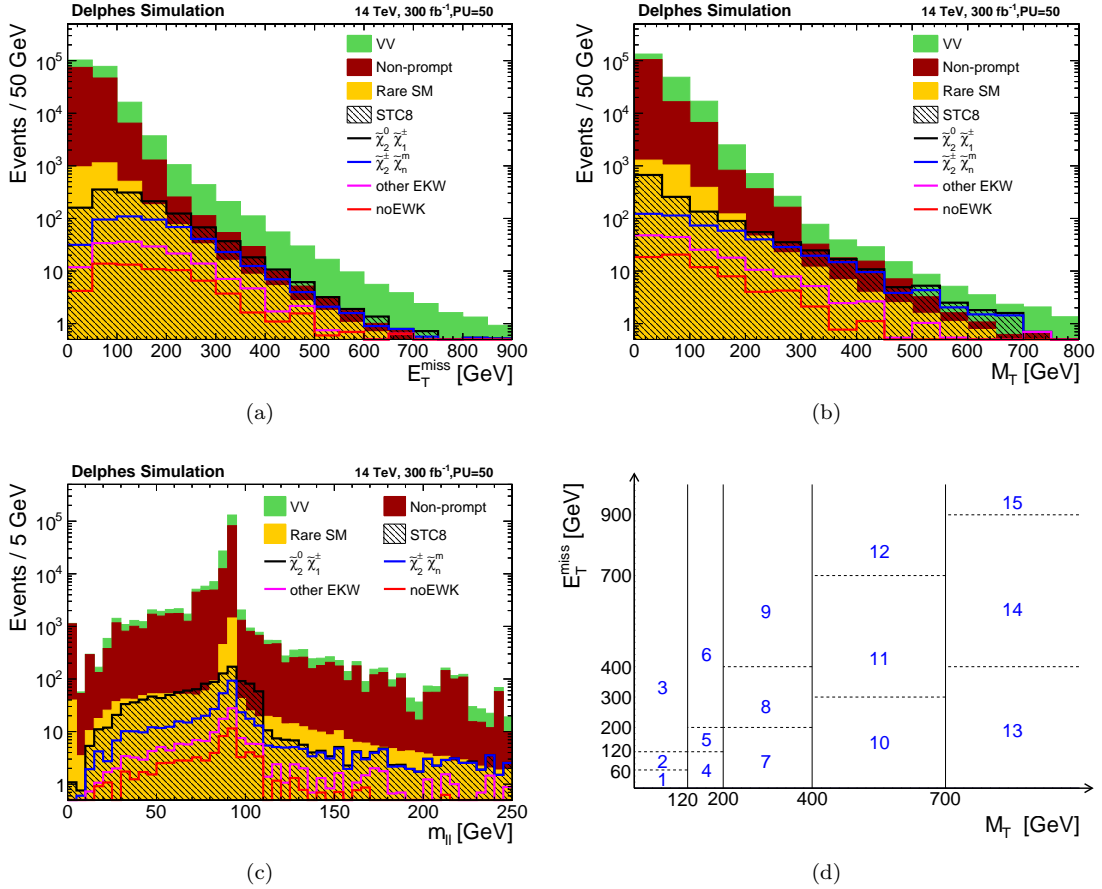 Delphes Simulation
14 TeV, 300 fb⁻¹,PU=50
Events / 50 GeV
10⁵
10⁴
10³
10²
10
1
VV
Non-prompt
Rare SM
STC8
χ̃⁰₂ χ̃±₁
χ̃±₂ χ̃ᵐₙ
other EKW
noEWK
0 100 200 300 400 500 600 700 800 900
E_T^miss [GeV]
(a)
Delphes Simulation
14 TeV, 300 fb⁻¹,PU=50
Events / 50 GeV
10⁵
10⁴
10³
10²
10
1
VV
Non-prompt
Rare SM
STC8
χ̃⁰₂ χ̃±₁
χ̃±₂ χ̃ᵐₙ
other EKW
noEWK
0 100 200 300 400 500 600 700 800
M_T [GeV]
(b)
Delphes Simulation
14 TeV, 300 fb⁻¹,PU=50
Events / 5 GeV
10⁵
10⁴
10³
10²
10
1
VV Non-prompt
Rare SM STC8
χ̃⁰₂ χ̃±₁ χ̃±₂ χ̃ᵐₙ
other EKW noEWK
0 50 100 150 200 250
m_ll [GeV]
(c)
E_T^miss [GeV]
900
700
400
300
200
120
60
15
12
14
9
6
3
11
8
13
10
5
7
2
4
1
120 200 400 700
M_T [GeV]
(d)